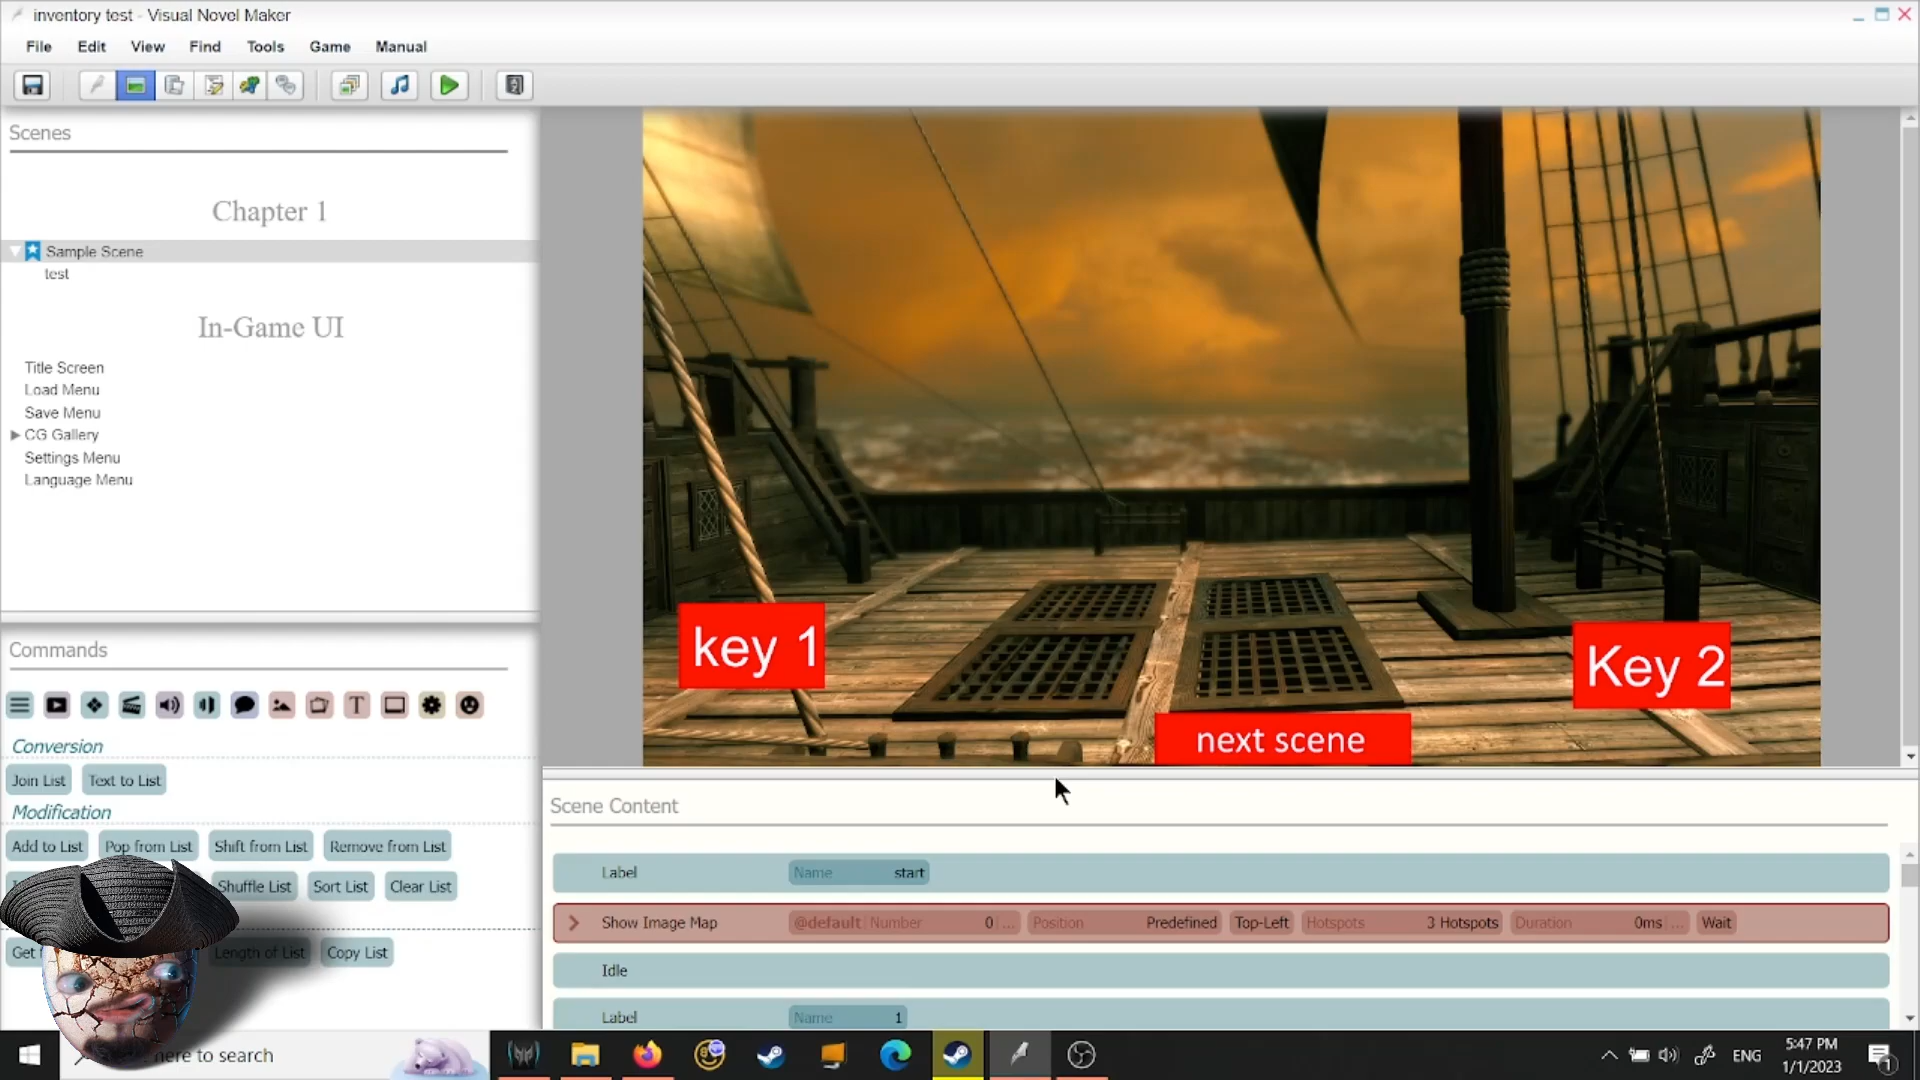 inventory test - Visual Novel Maker
File Edit View Find Tools Game Manual
Scenes
Chapter 1
Sample Scene
test
In-Game UI
Title Screen
Load Menu
Save Menu
CG Gallery
Settings Menu
Language Menu
key 1
Key 2
next scene
Commands
Conversion
Join List Text to List
Modification
Add to List Pop from List Shift from List Remove from List
Shuffle List Sort List Clear List
Get Length of List Copy List
Scene Content
Label Name start
Show Image Map @default Number 0 ... Position Predefined Top-Left Hotspots 3 Hotspots Duration 0ms ... Wait
Idle
Label Name 1
here to search
ENG
5:47 PM
1/1/2023
1